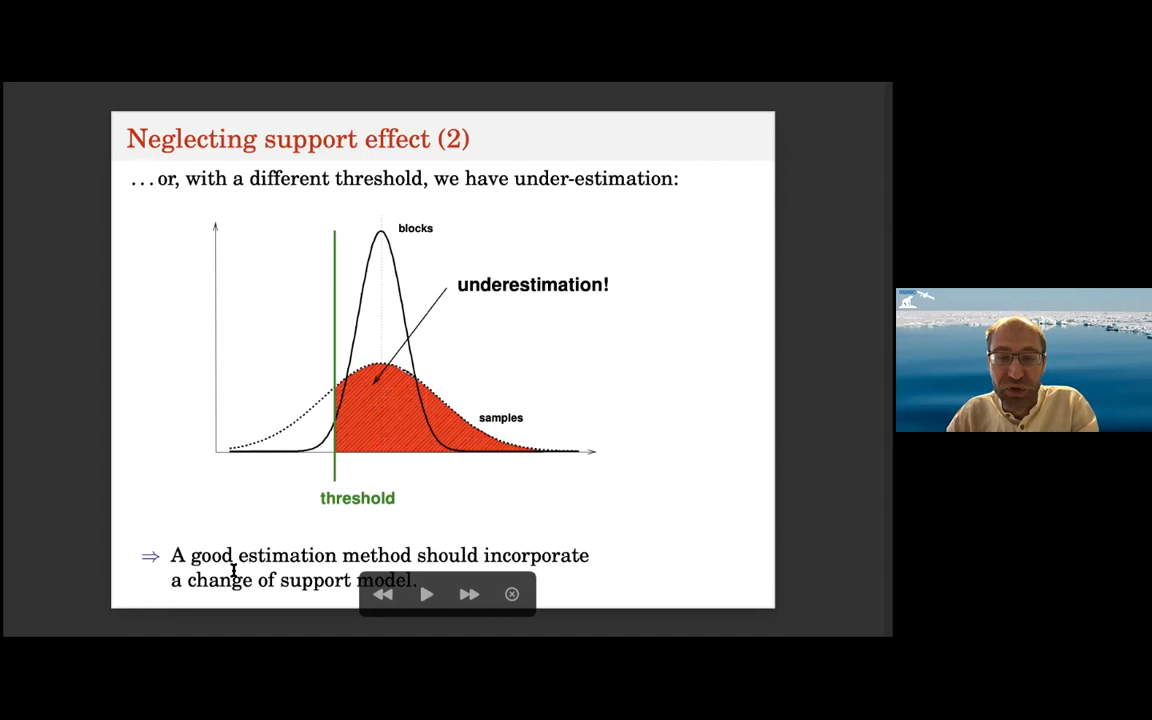 Neglecting support effect (2)
...or, with a different threshold, we have under-estimation:
blocks
underestimation!
samples
threshold
⇒ A good estimation method should incorporate
a change of support model.